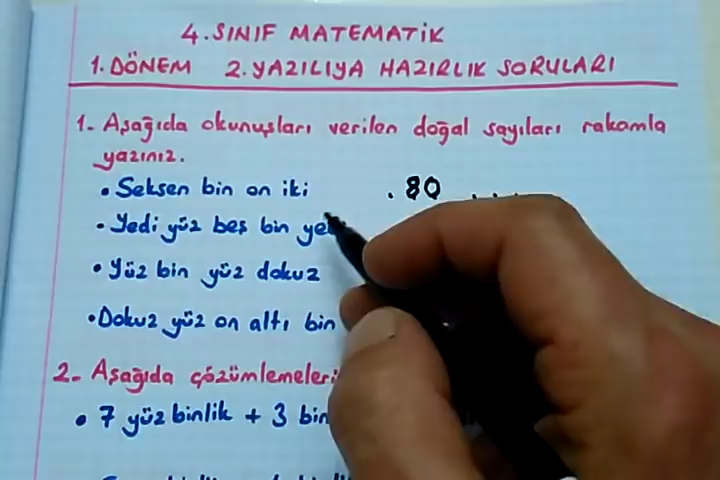 4. SINIF MATEMATİK
1. DÖNEM 2. YAZILIYA HAZIRLIK SORULARI
1- Aşağıda okunuşları verilen doğal sayıları rakamla
yazınız.
• Seksen bin on iki . 80 ....
• Yedi yüz beş bin
• Yüz bin yüz dokuz
• Dokuz yüz on altı bin
2- Aşağıda çözümlemeleri
• 7 yüz binlik + 3 bin